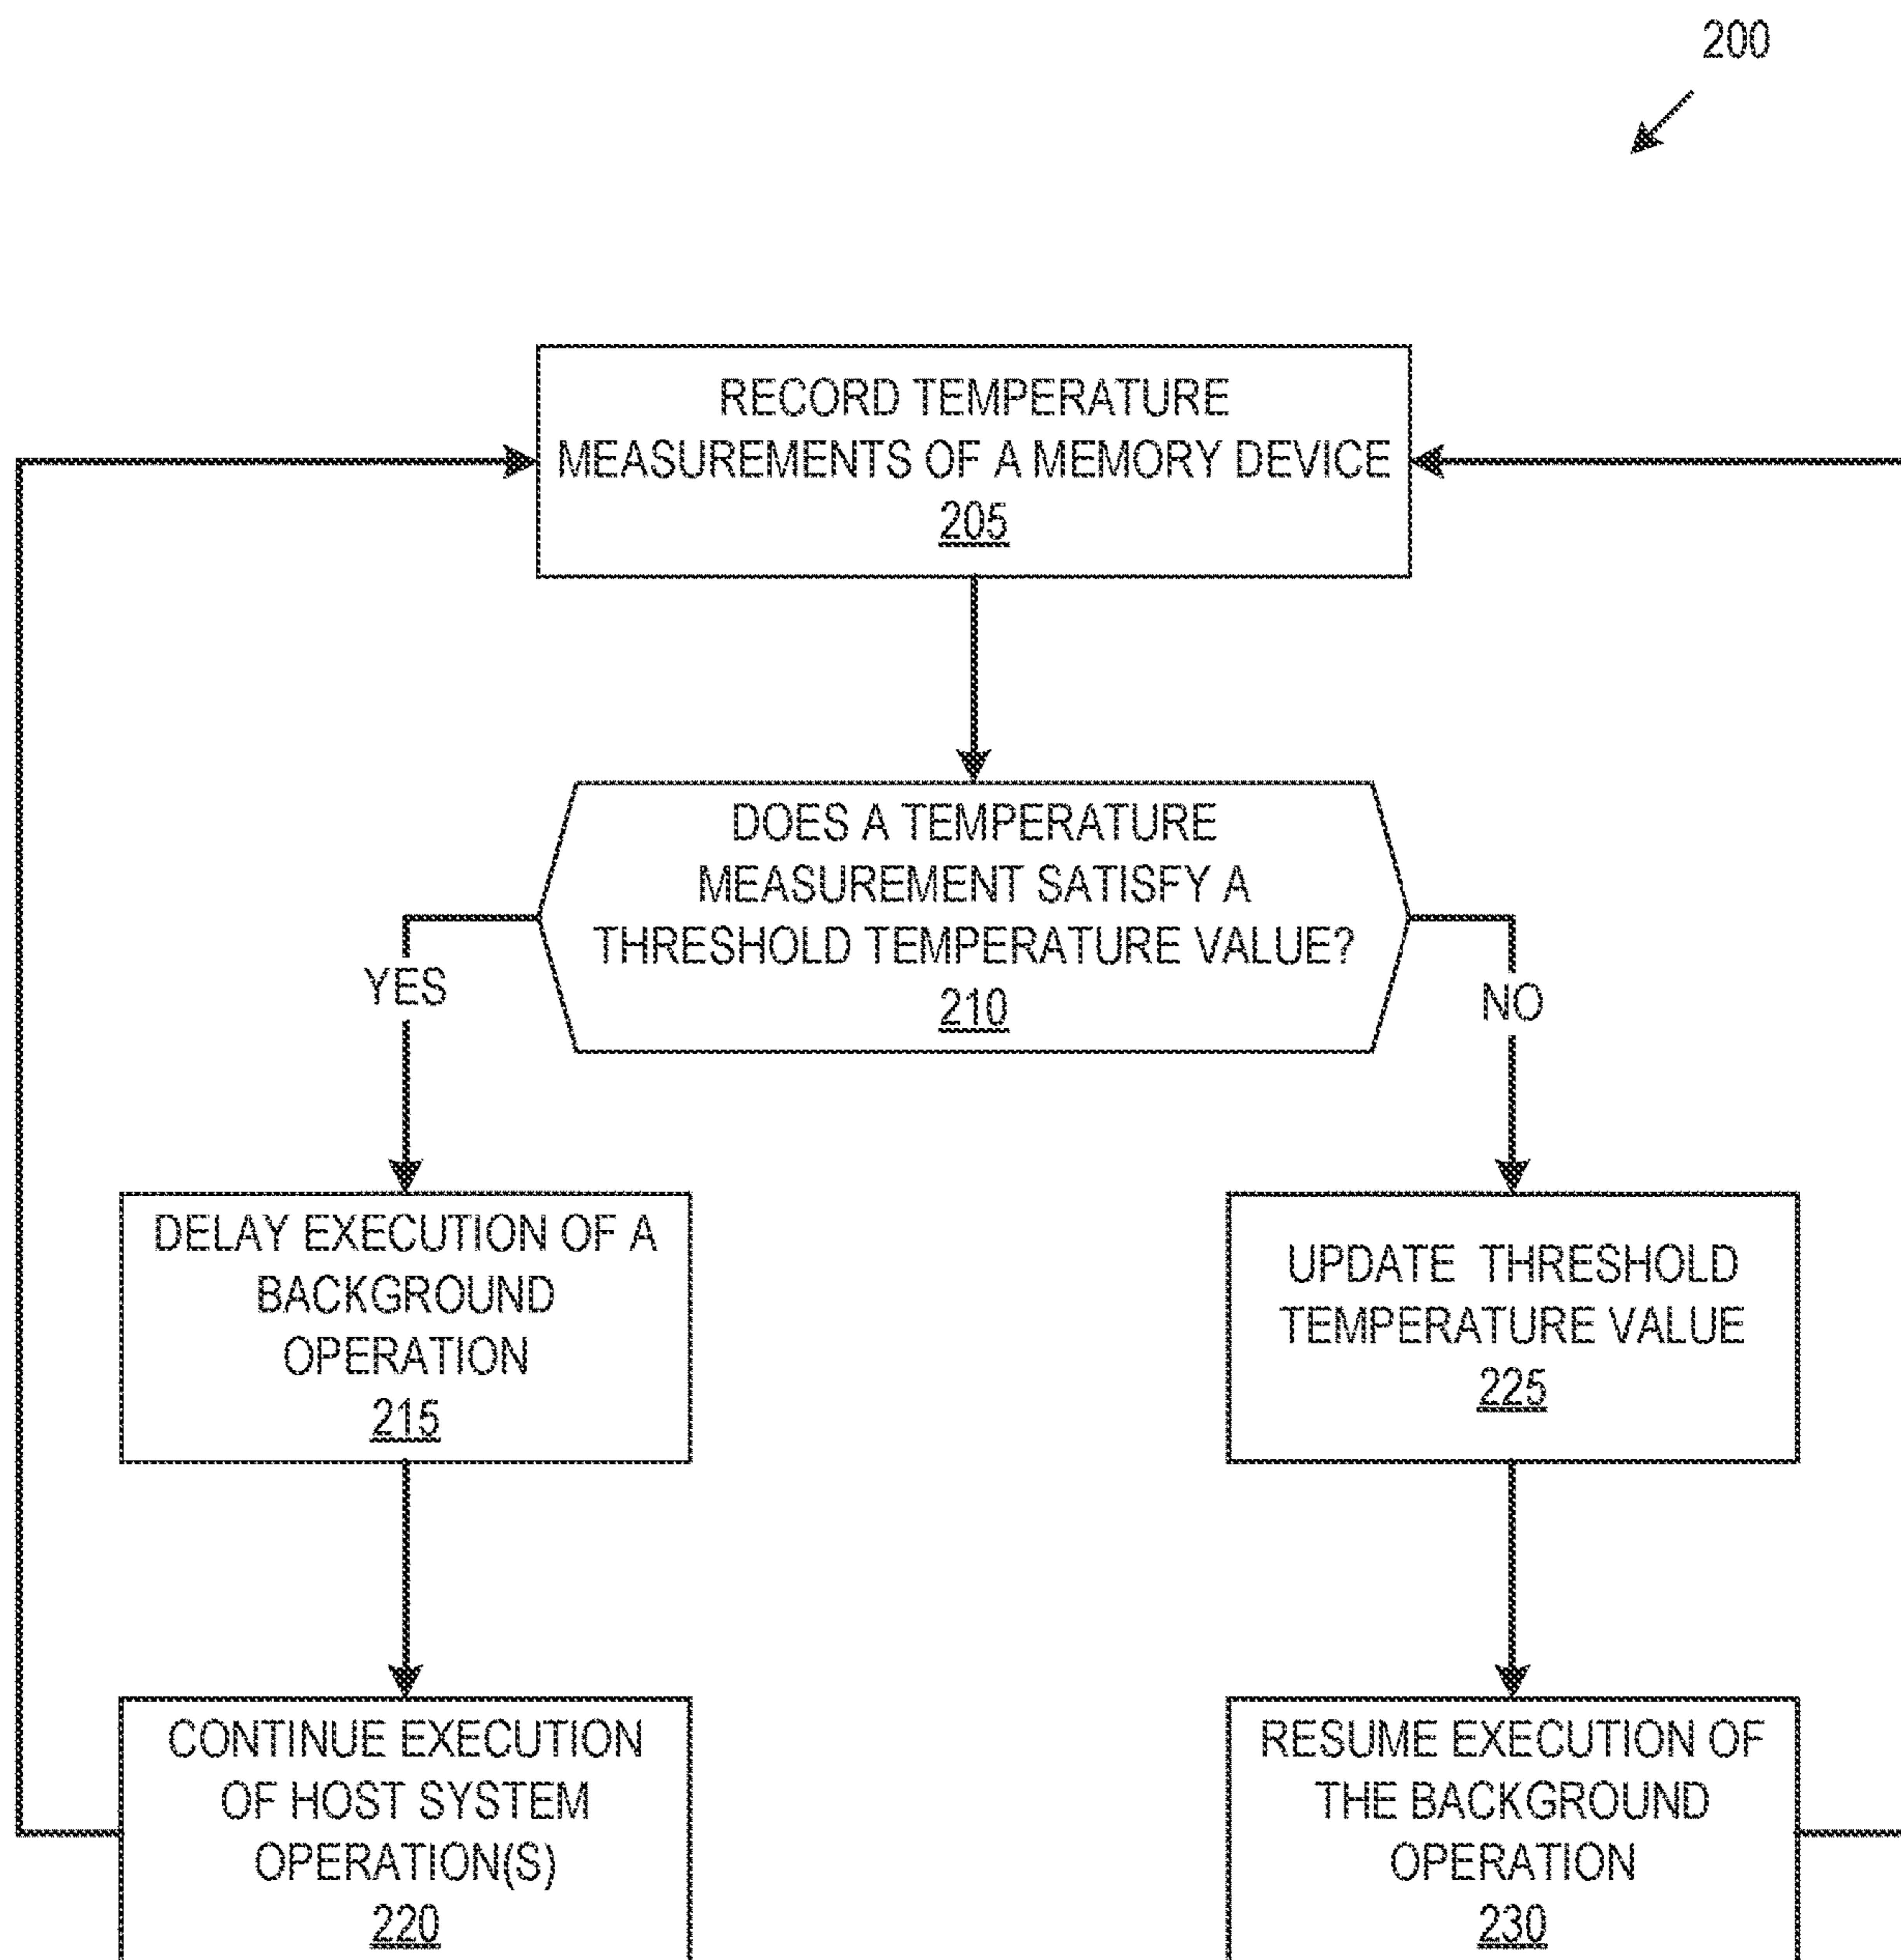 200
RECORD TEMPERATURE
MEASUREMENTS OF A MEMORY DEVICE
205
DOES A TEMPERATURE
MEASUREMENT SATISFY A
THRESHOLD TEMPERATURE VALUE?
210
YES
NO
DELAY EXECUTION OF A
BACKGROUND
OPERATION
215
UPDATE THRESHOLD
TEMPERATURE VALUE
225
CONTINUE EXECUTION
OF HOST SYSTEM
OPERATION(S)
220
RESUME EXECUTION OF
THE BACKGROUND
OPERATION
230